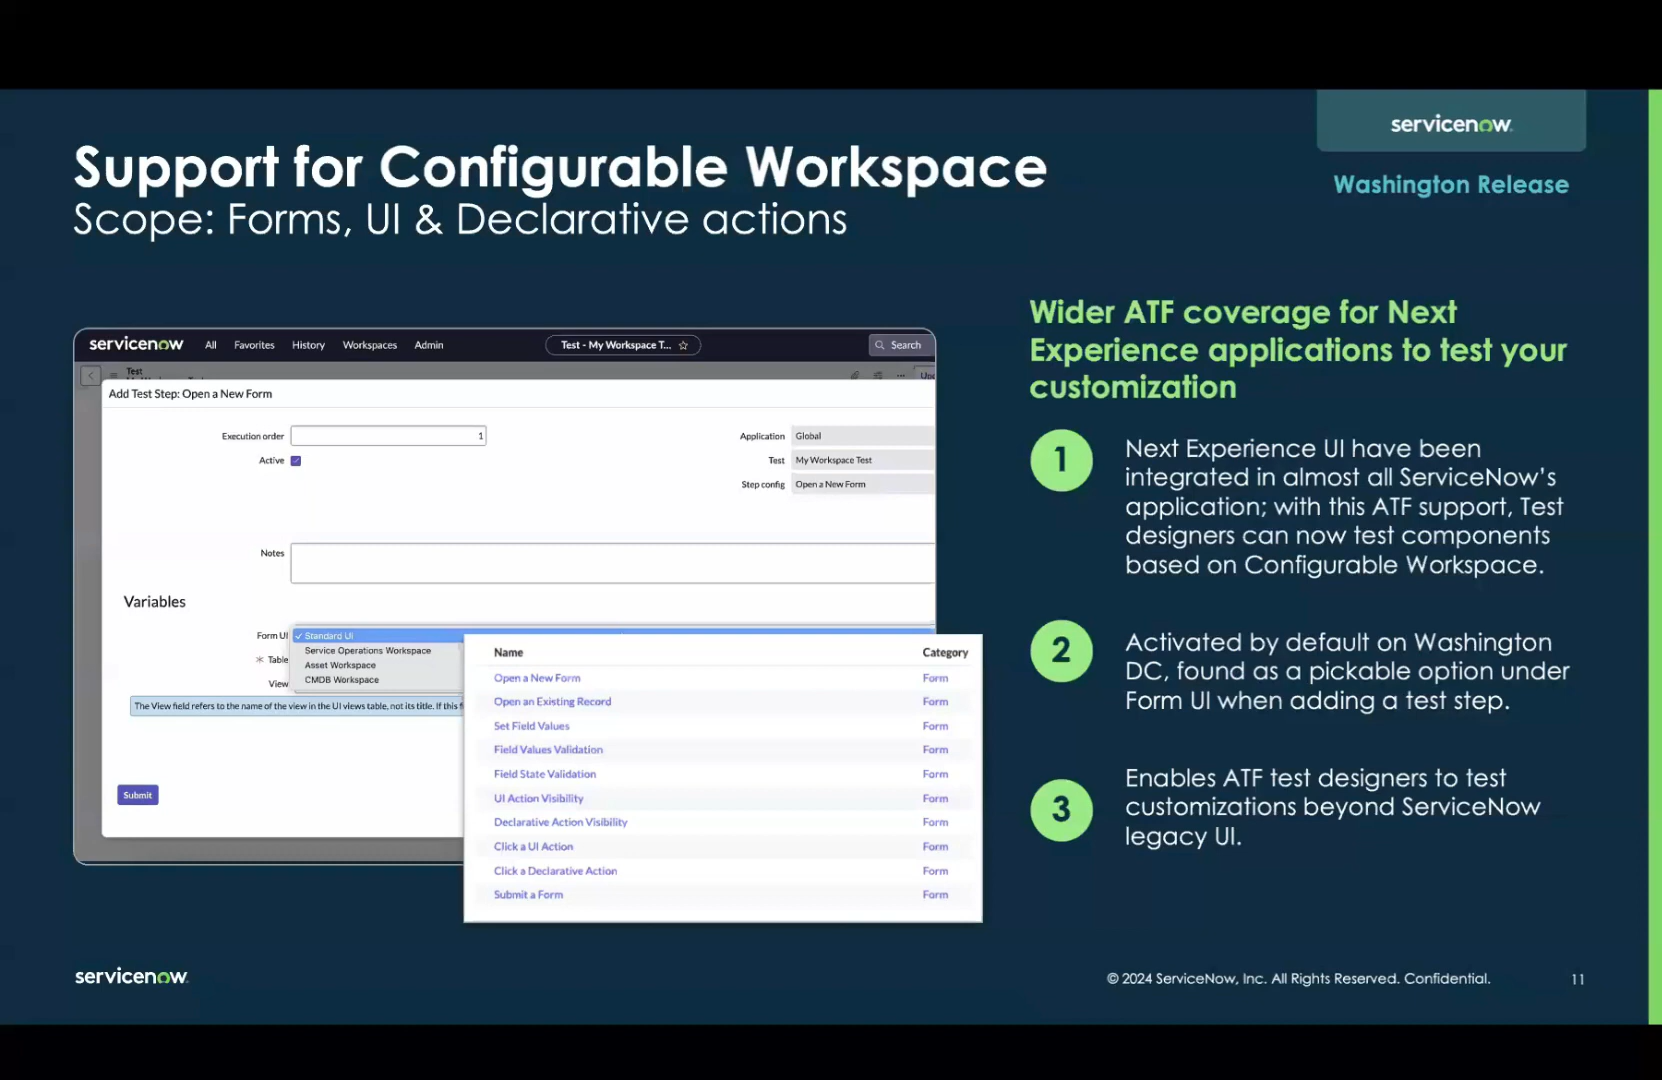 servicenow.
Support for Configurable Workspace
Scope: Forms, UI & Declarative actions
Washington Release
servicenow
All
Favorites
History
Workspaces
Admin
Test - My Workspace T...
Search
Test
Add Test Step: Open a New Form
Execution order
1
Active
Application
Global
Test
My Workspace Test
Step config
Open a New Form
Notes
Variables
Form UI
Standard UI
Service Operations Workspace
Asset Workspace
CMDB Workspace
Table
View
The View field refers to the name of the view in the UI views table, not its title. If this f
Submit
Name Category
Open a New Form Form
Open an Existing Record Form
Set Field Values Form
Field Values Validation Form
Field State Validation Form
UI Action Visibility Form
Declarative Action Visibility Form
Click a UI Action Form
Click a Declarative Action Form
Submit a Form Form
Wider ATF coverage for Next
Experience applications to test your
customization
1
Next Experience UI have been
integrated in almost all ServiceNow's
application; with this ATF support, Test
designers can now test components
based on Configurable Workspace.
2
Activated by default on Washington
DC, found as a pickable option under
Form UI when adding a test step.
3
Enables ATF test designers to test
customizations beyond ServiceNow
legacy UI.
servicenow.
© 2024 ServiceNow, Inc. All Rights Reserved. Confidential.
11